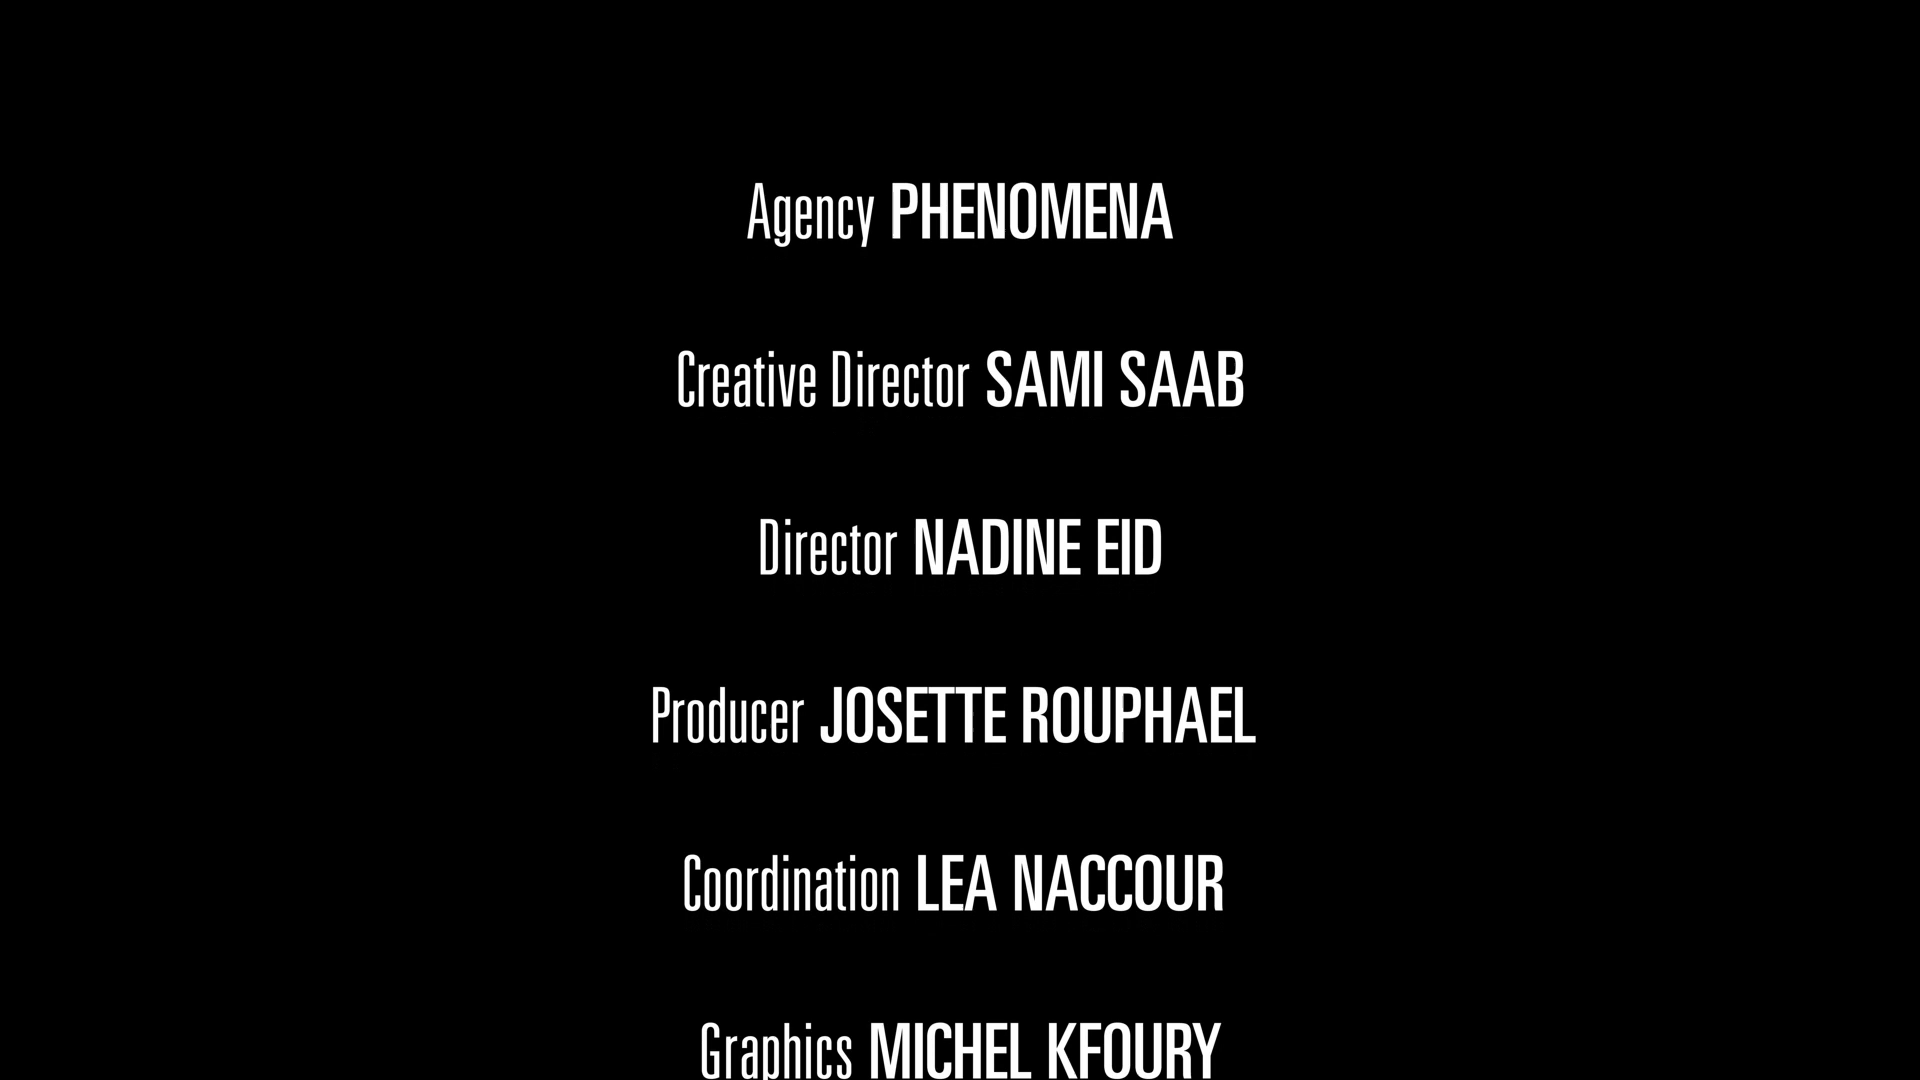 Agency PHENOMENA
Creative Director SAMI SAAB
Director NADINE EID
Producer JOSETTE ROUPHAEL
Coordination LEA NACCOUR
Graphics MICHEL KFOURY